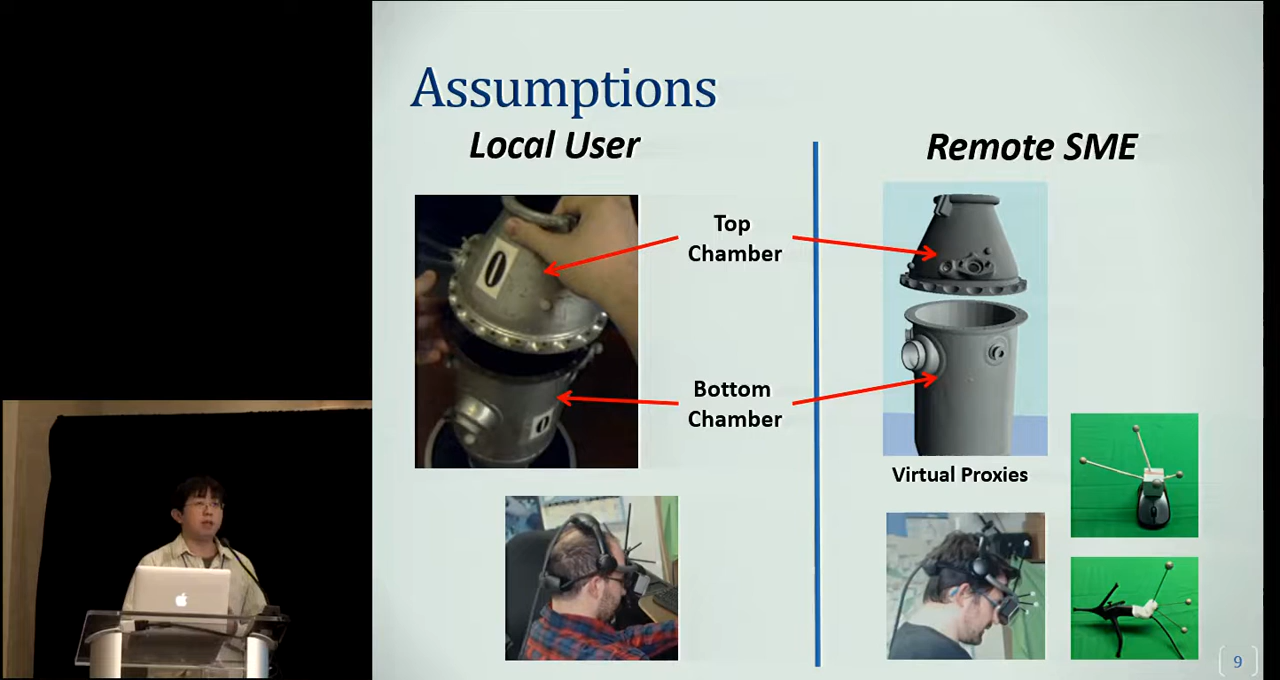 Assumptions
Local User
Remote SME
Top
Chamber
Bottom
Chamber
Virtual Proxies
9